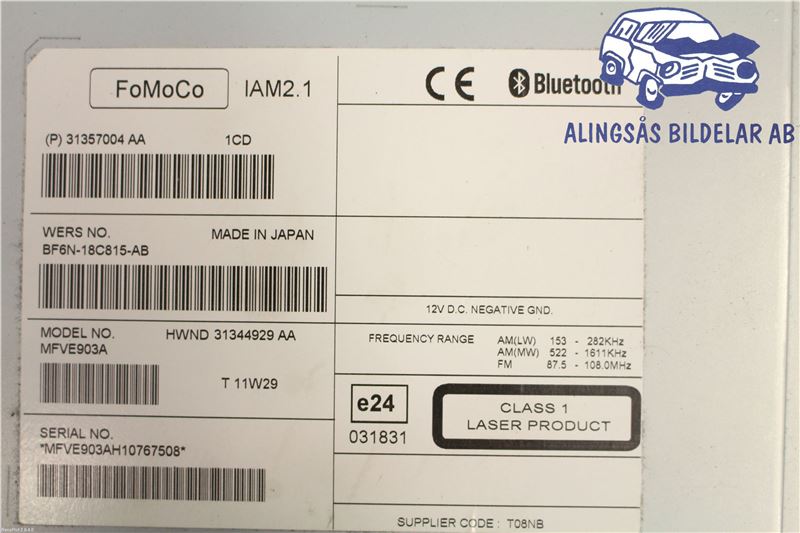 FoMoCo IAM2.1
(P) 31357004 AA 1CD
WERS NO. MADE IN JAPAN
BF6N-18C815-AB
MODEL NO. HWND 31344929 AA
MFVE903A
T 11W29
SERIAL NO.
*MFVE903AH10767508*
CE Bluetooth
ALINGSÅS BILDELAR AB
12V D.C. NEGATIVE GND.
FREQUENCY RANGE AM(LW) 153 - 282KHz
AM(MW) 522 - 1611KHz
FM 87.5 - 108.0MHz
e24
031831
CLASS 1
LASER PRODUCT
SUPPLIER CODE : T08NB